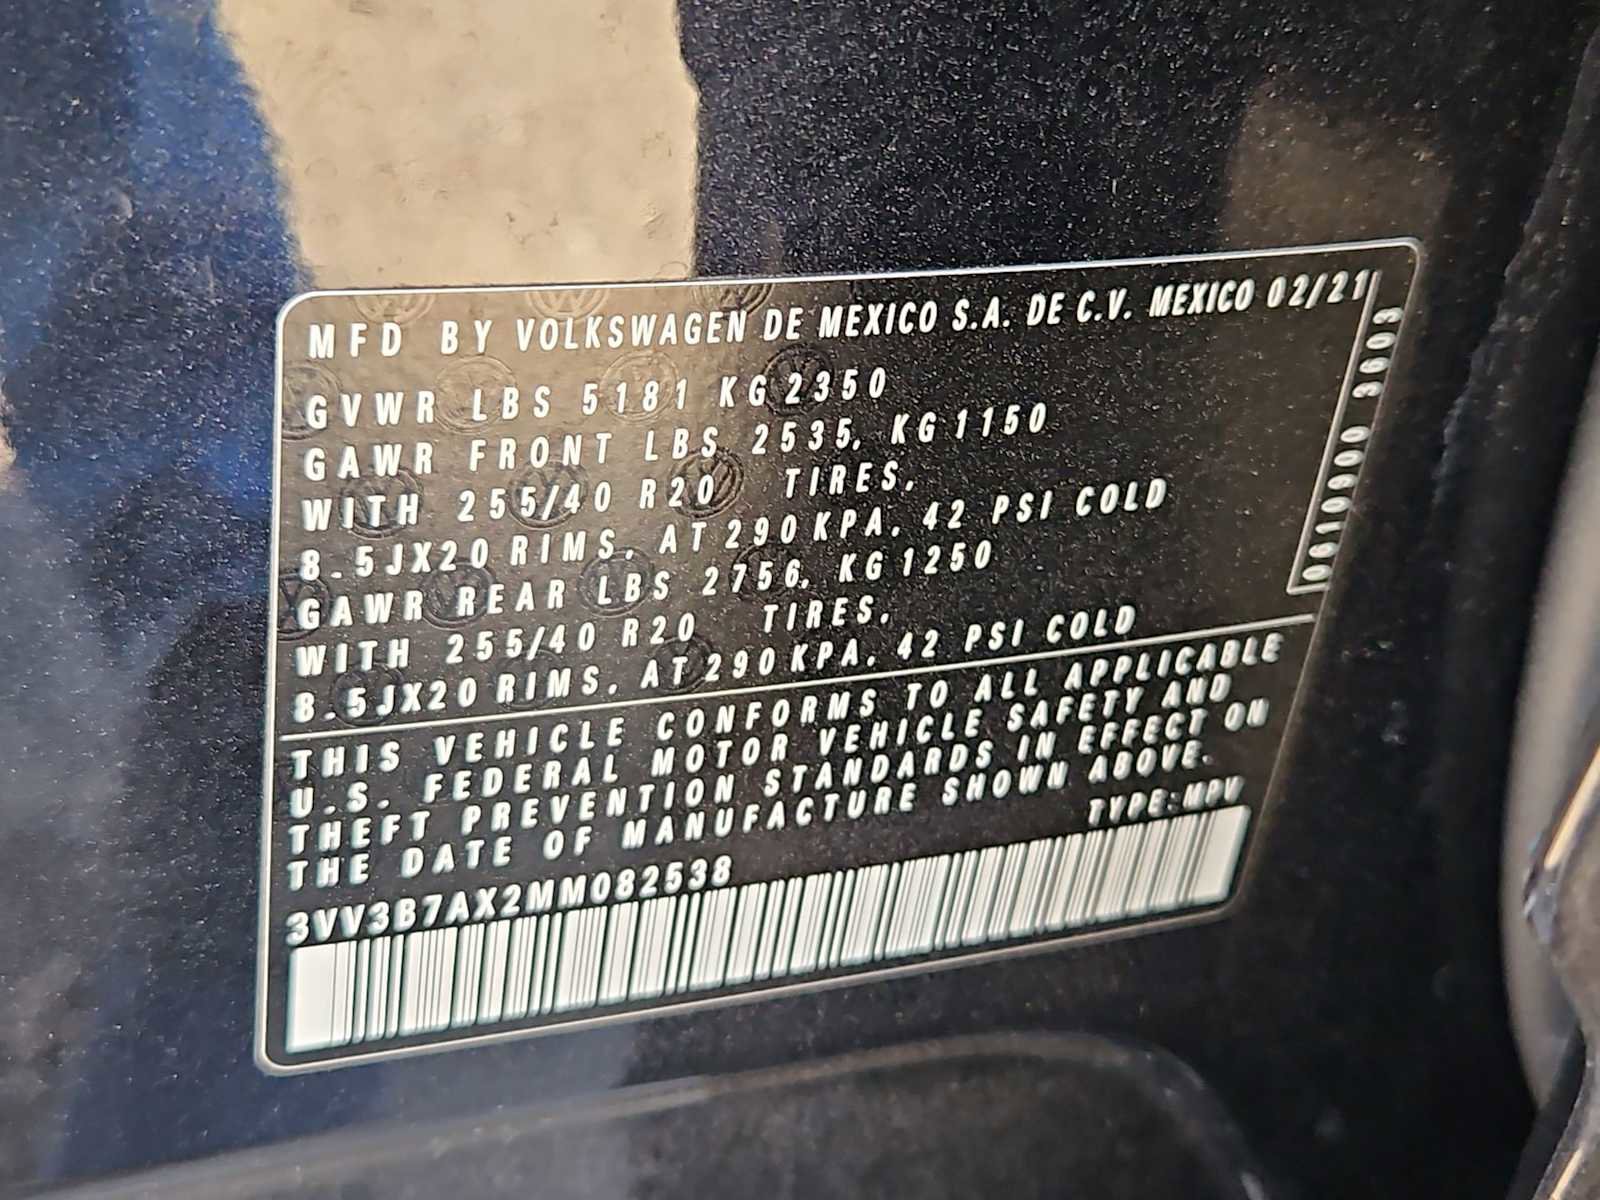 MFD BY VOLKSWAGEN DE MEXICO S.A. DE C.V. MEXICO 02/21
GVWR LBS 5181 KG 2350
GAWR FRONT LBS 2535, KG 1150
WITH 255/40 R20 TIRES,
8.5JX20 RIMS, AT 290 KPA, 42 PSI COLD
GAWR REAR LBS 2756, KG 1250
WITH 255/40 R20 TIRES,
8.5JX20 RIMS, AT 290 KPA, 42 PSI COLD
0610900 3603
THIS VEHICLE CONFORMS TO ALL APPLICABLE
U.S. FEDERAL MOTOR VEHICLE SAFETY AND
THEFT PREVENTION STANDARDS IN EFFECT ON
THE DATE OF MANUFACTURE SHOWN ABOVE.
TYPE: MPV
3VV3B7AX2MM082538